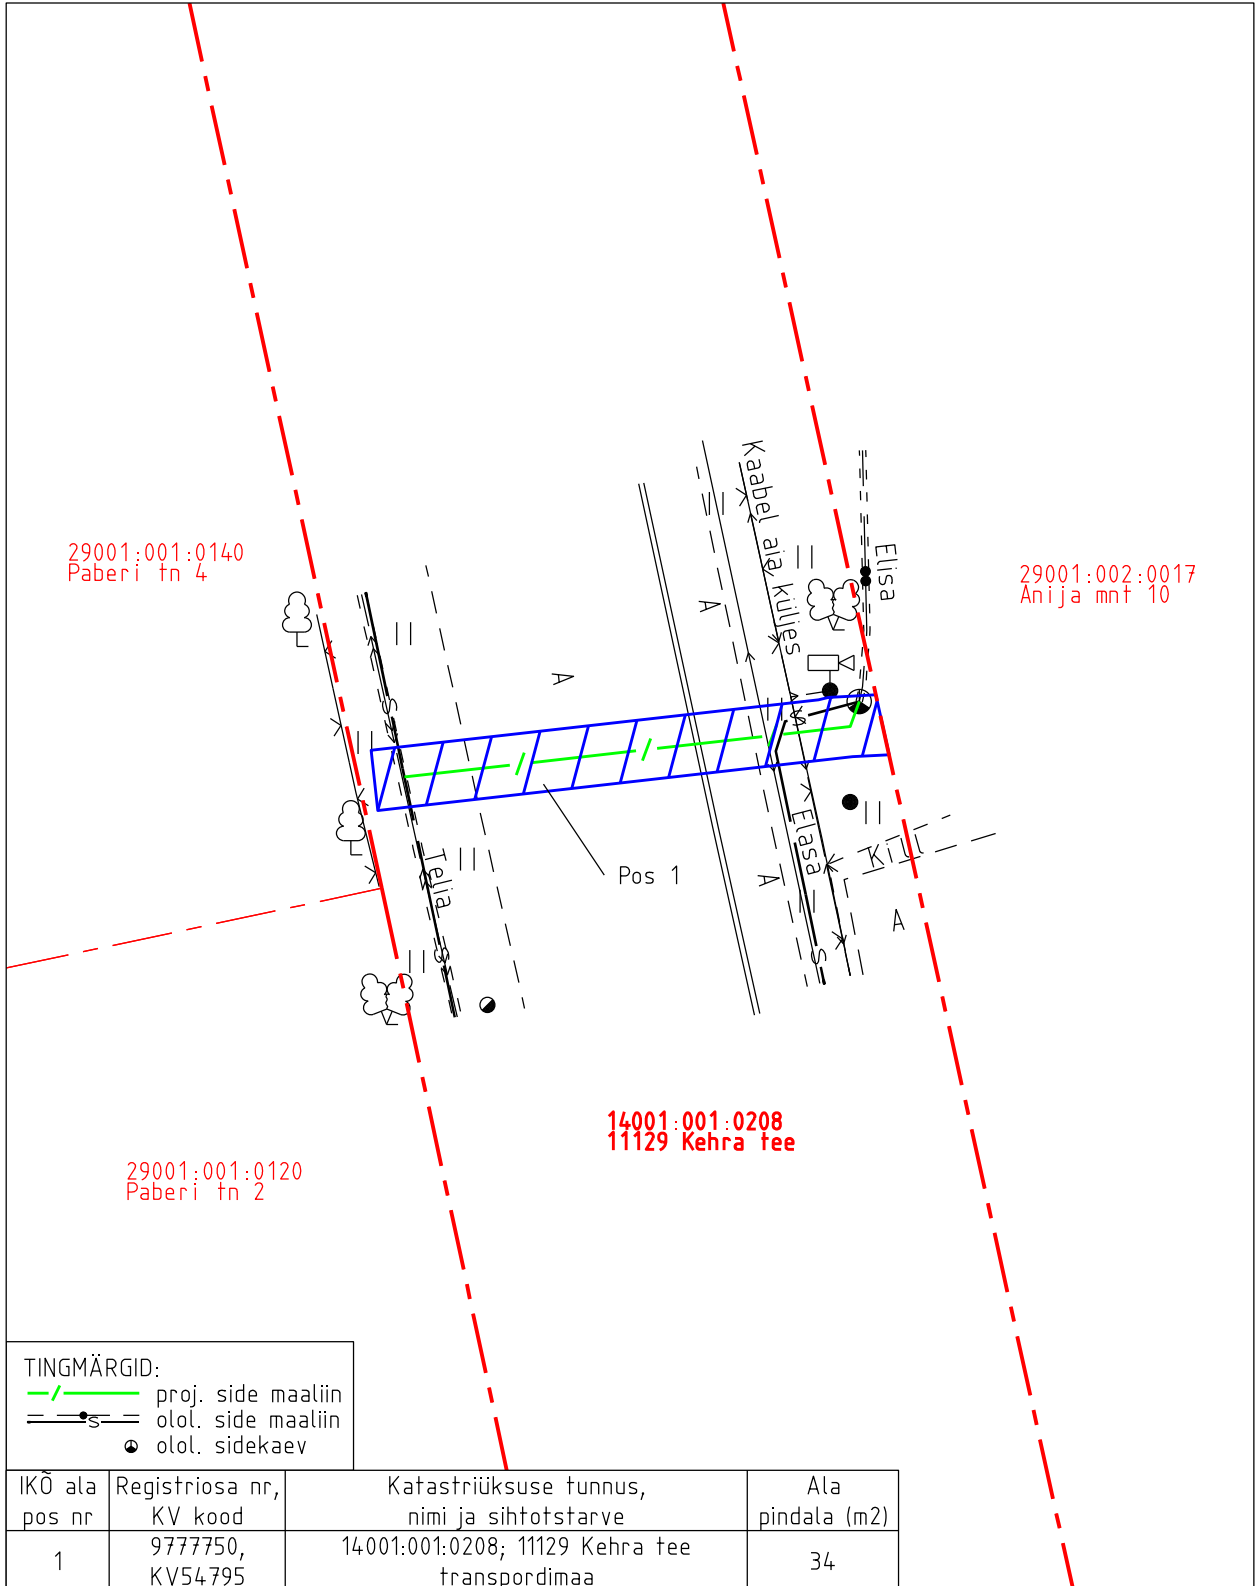 Kaabel aia küljes
Elisa
29001:001:0140
Paberi tn 4
29001:002:0017
Anija mnt 10
A
A
S
S
Elasa
Telia
Pos 1
A
Kill
A
S
S
14001:001:0208
11129 Kehra tee
29001:001:0120
Paberi tn 2
TINGMÄRGID:
proj. side maaliin
S olol. side maaliin
olol. sidekaev
IKÕ ala pos nr
Registriosa nr, KV kood
Katastriüksuse tunnus, nimi ja sihtotstarve
Ala pindala (m2)
1
9777750, KV54795
14001:001:0208; 11129 Kehra tee transpordimaa
34